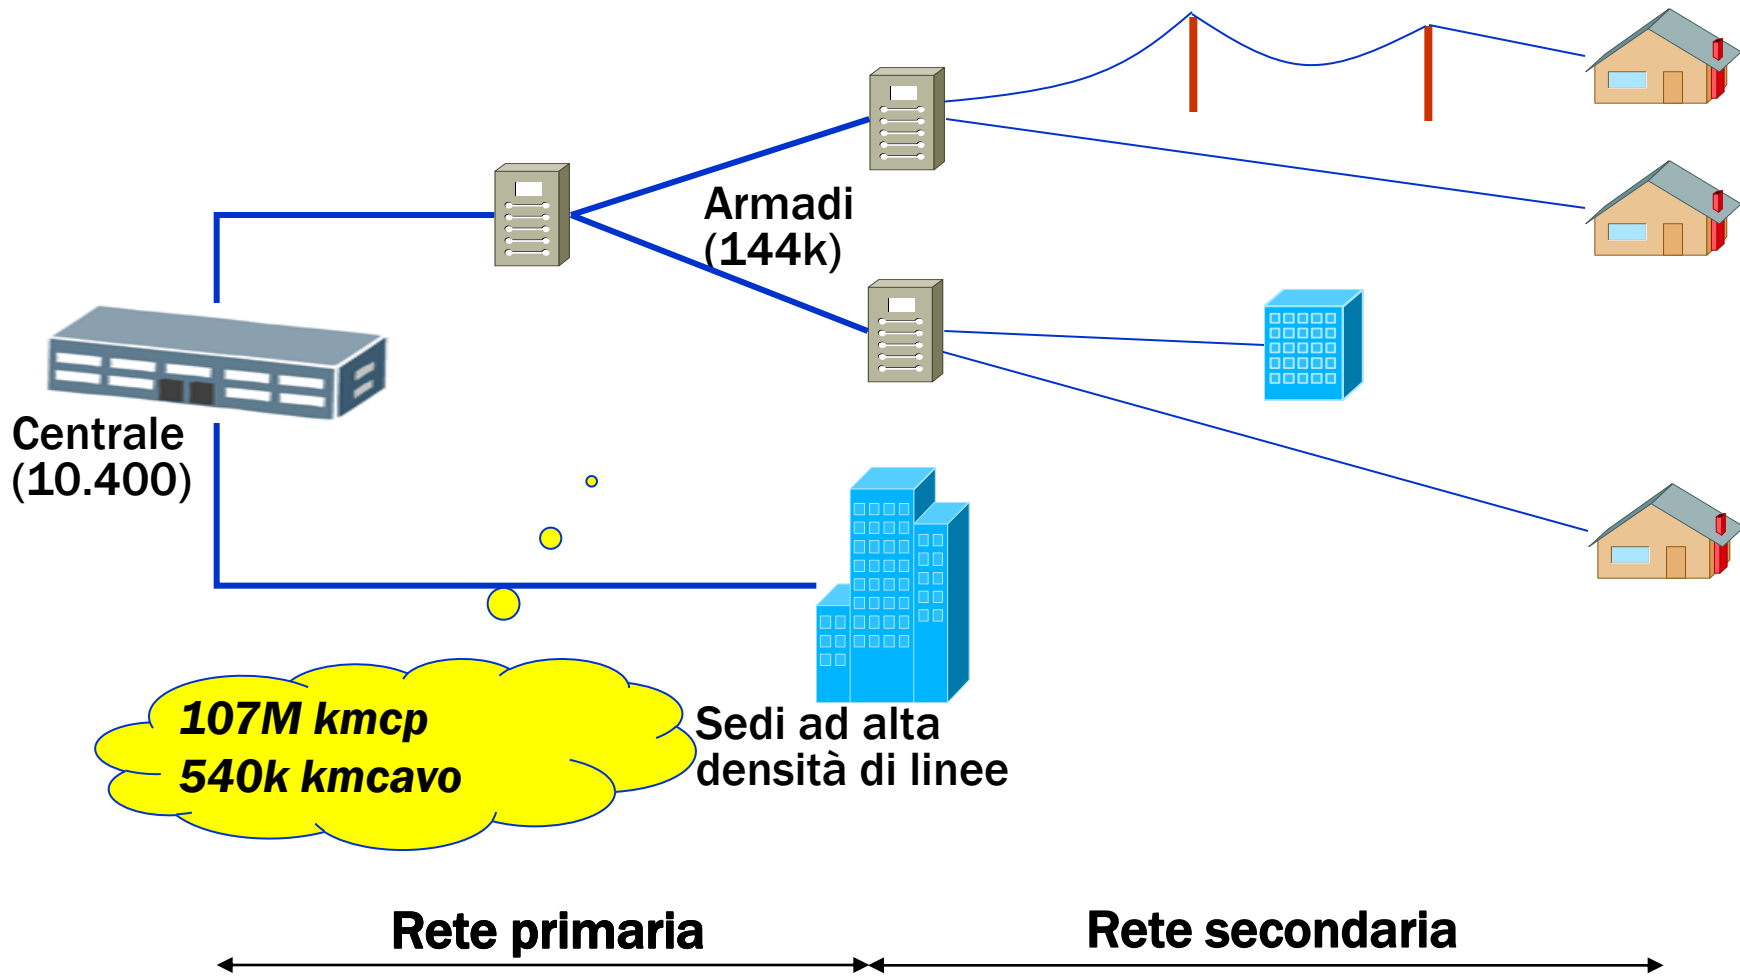 Armadi
(144k)
Centrale
(10.400)
107M kmcp
540k kmcavo
Sedi ad alta
densità di linee
Rete primaria
Rete secondaria